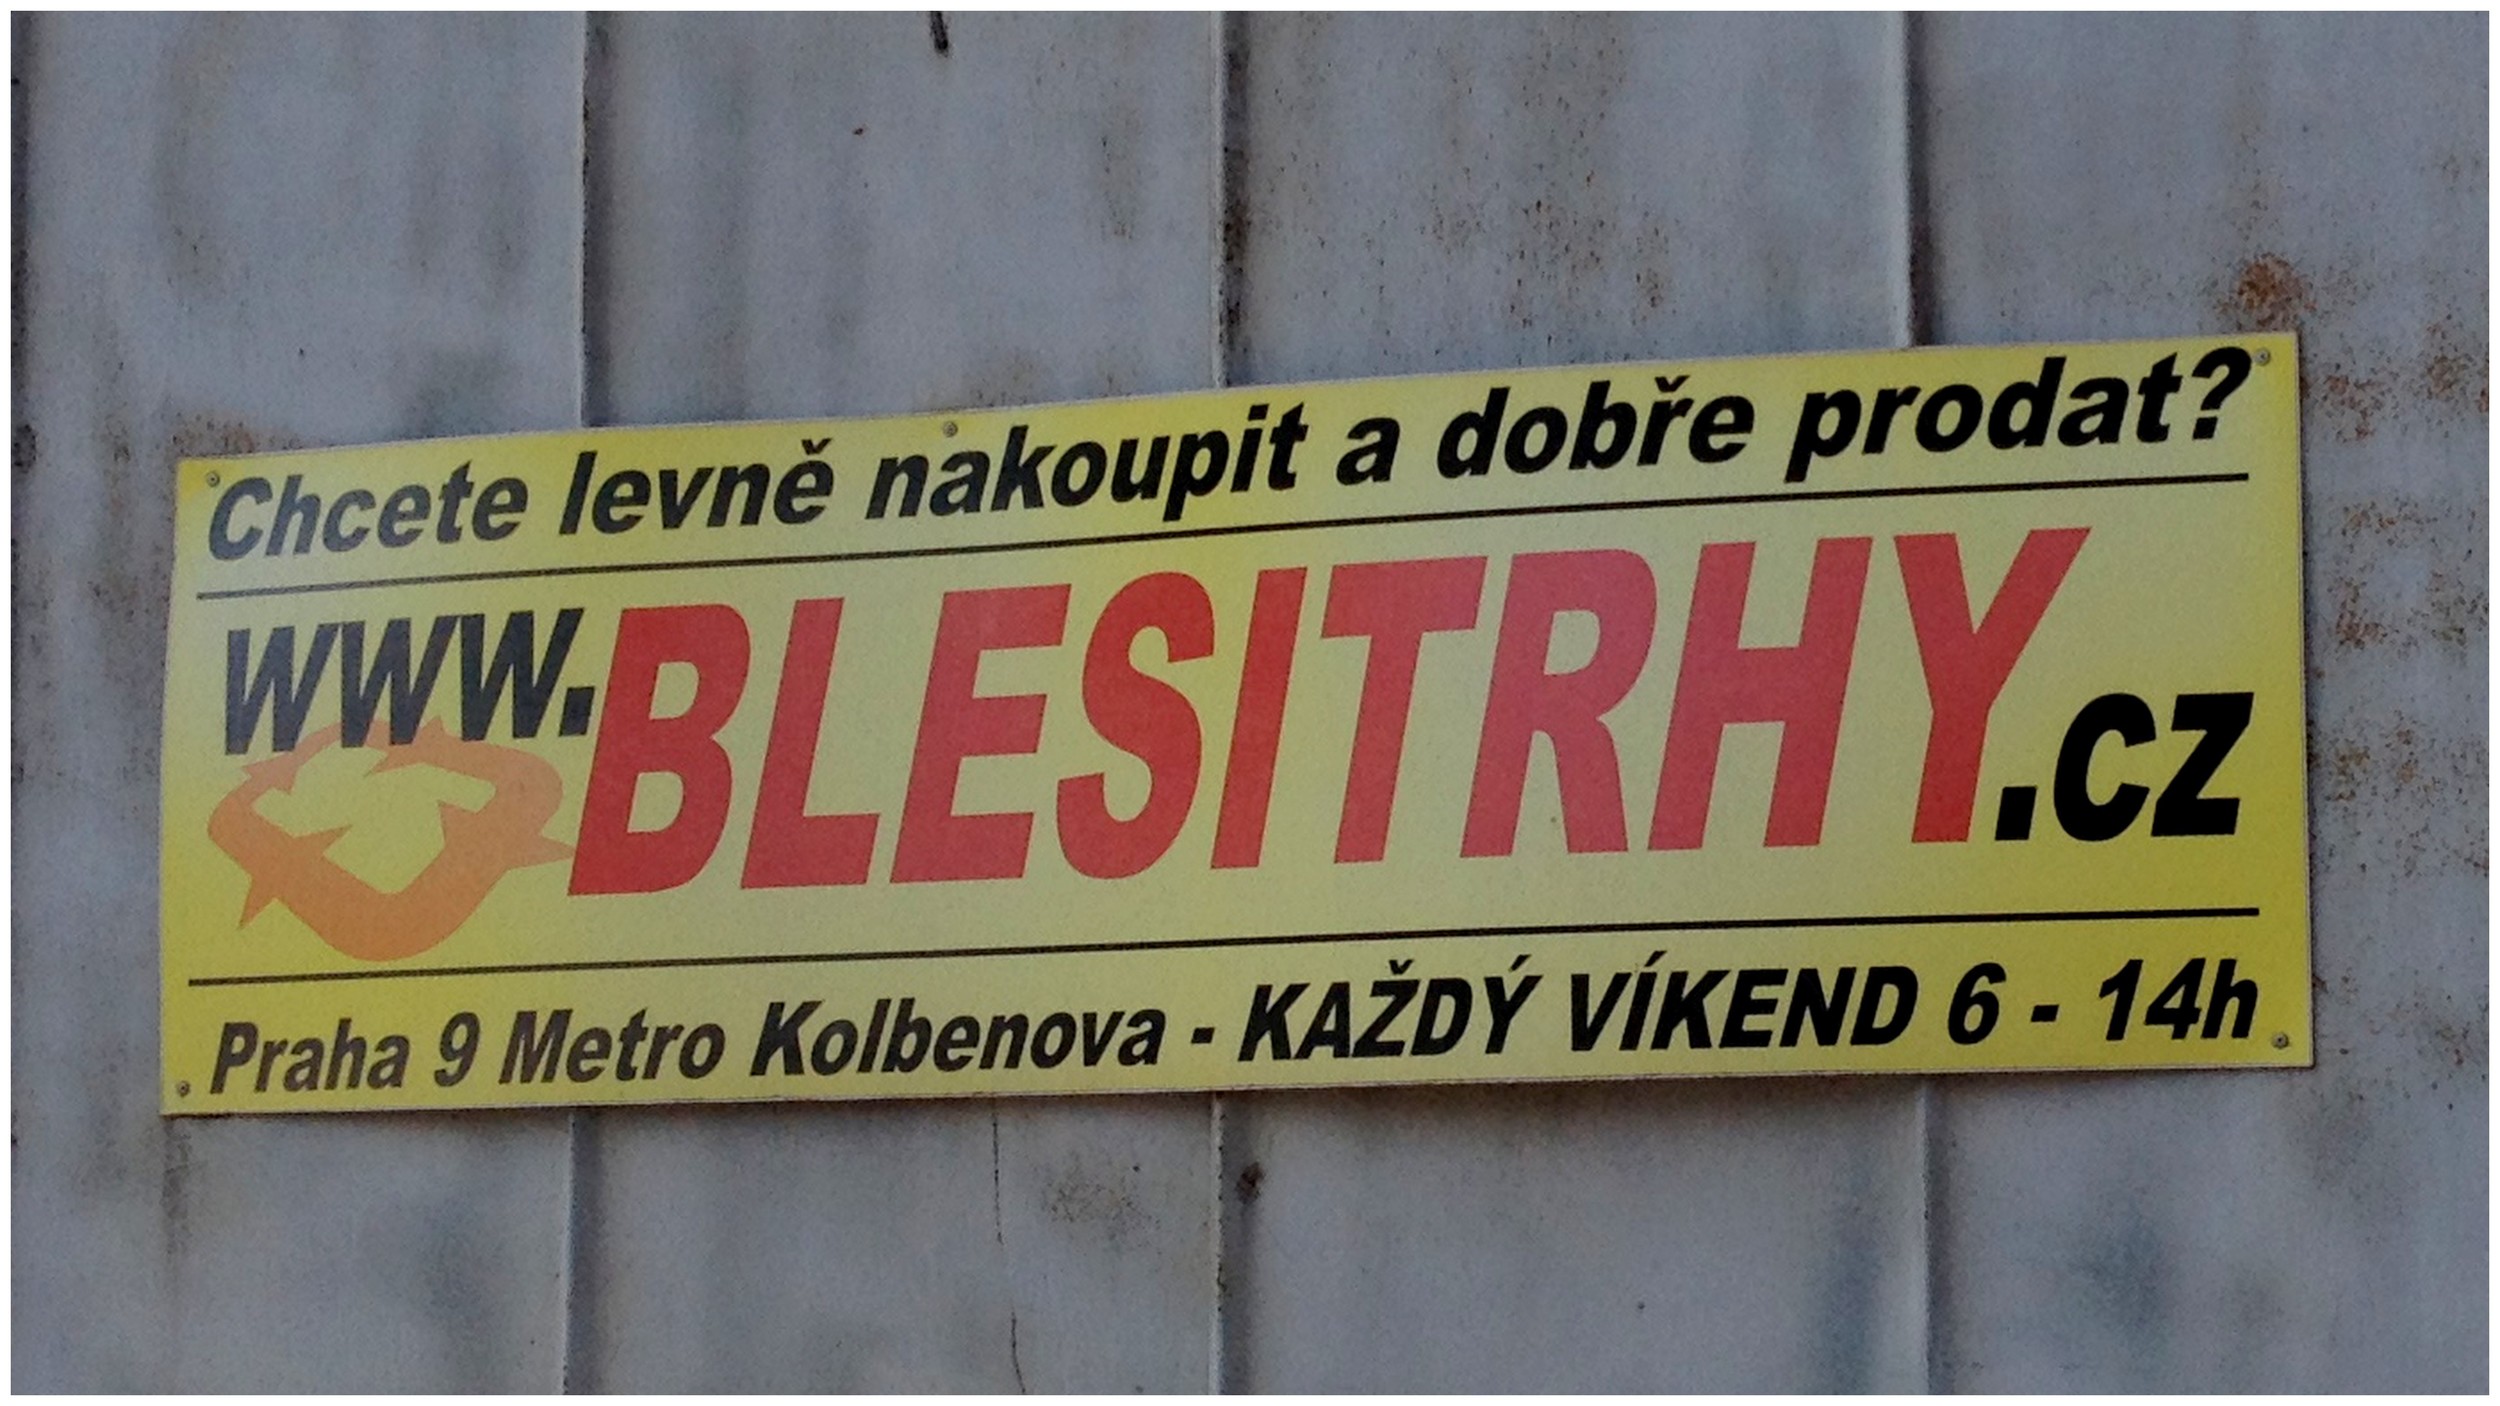 Chcete levně nakoupit a dobře prodat?
www.BLESITRHY.cz
Praha 9 Metro Kolbenova - KAŽDÝ VÍKEND 6 - 14h